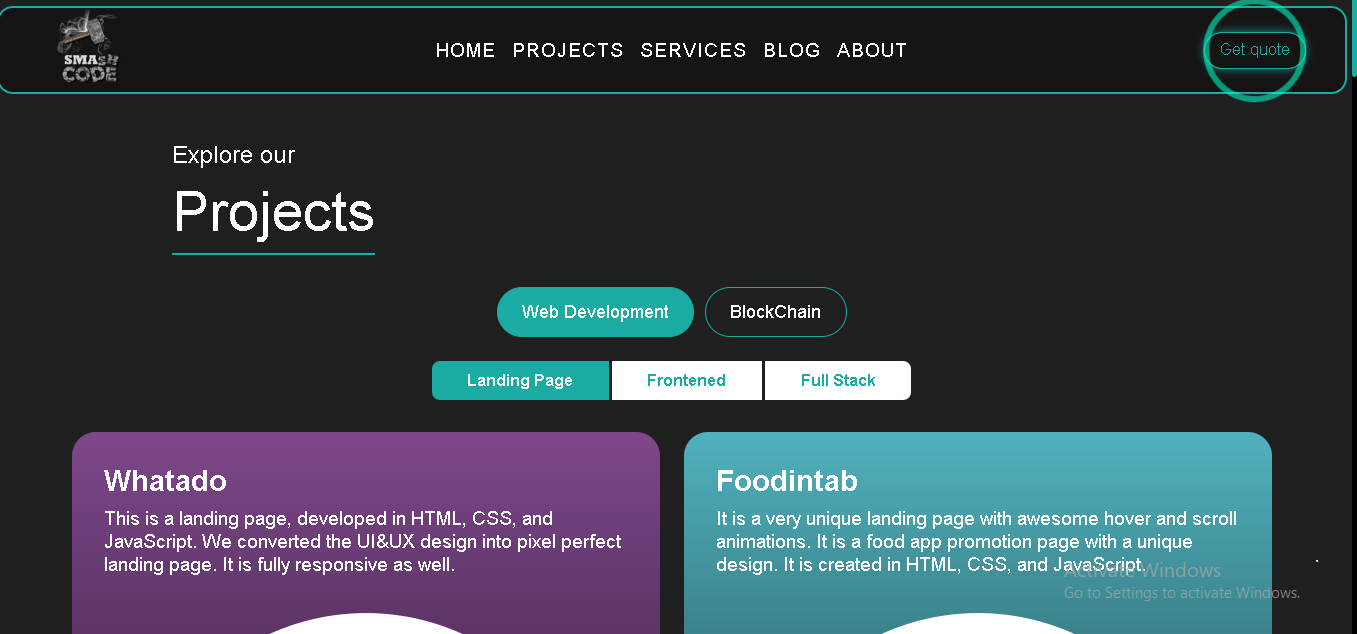 SMAsH
CODE
HOME PROJECTS SERVICES BLOG ABOUT
Get quote
Explore our
Projects
Web Development
BlockChain
Landing Page
Frontened
Full Stack
Whatado
This is a landing page, developed in HTML, CSS, and
JavaScript. We converted the UI&UX design into pixel perfect
landing page. It is fully responsive as well.
Foodintab
It is a very unique landing page with awesome hover and scroll
animations. It is a food app promotion page with a unique
design. It is created in HTML, CSS, and JavaScript.
Activate Windows
Go to Settings to activate Windows.